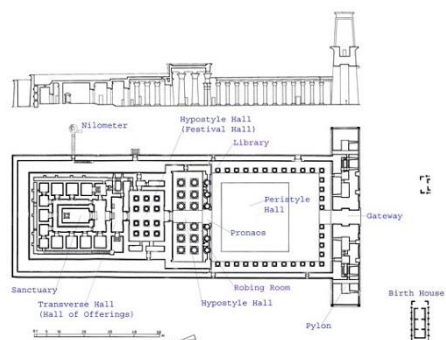 Hypostyle Hall
(Festival Hall)
Nilometer
Library
Peristyle
Hall
Gateway
Pronaos
Sanctuary
Robing Room
Transverse Hall
(Hall of Offerings)
Hypostyle Hall
Birth House
Pylon